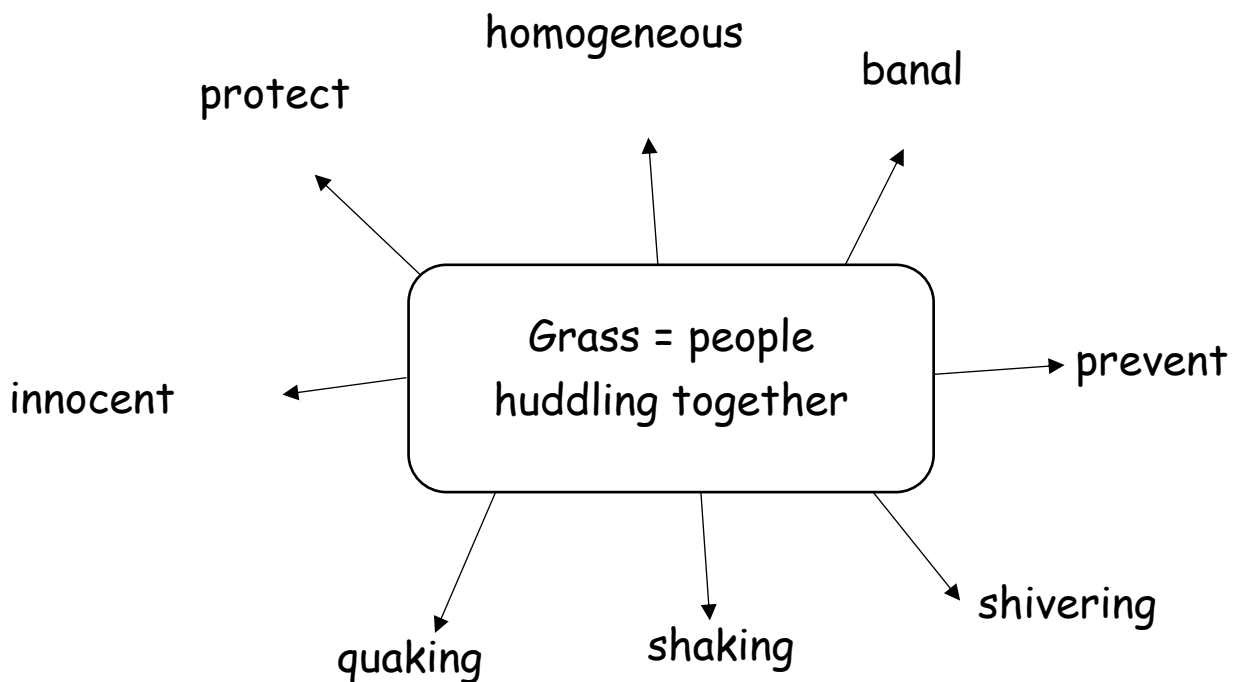 homogeneous
banal
protect
Grass = people
huddling together
prevent
innocent
shivering
shaking
quaking